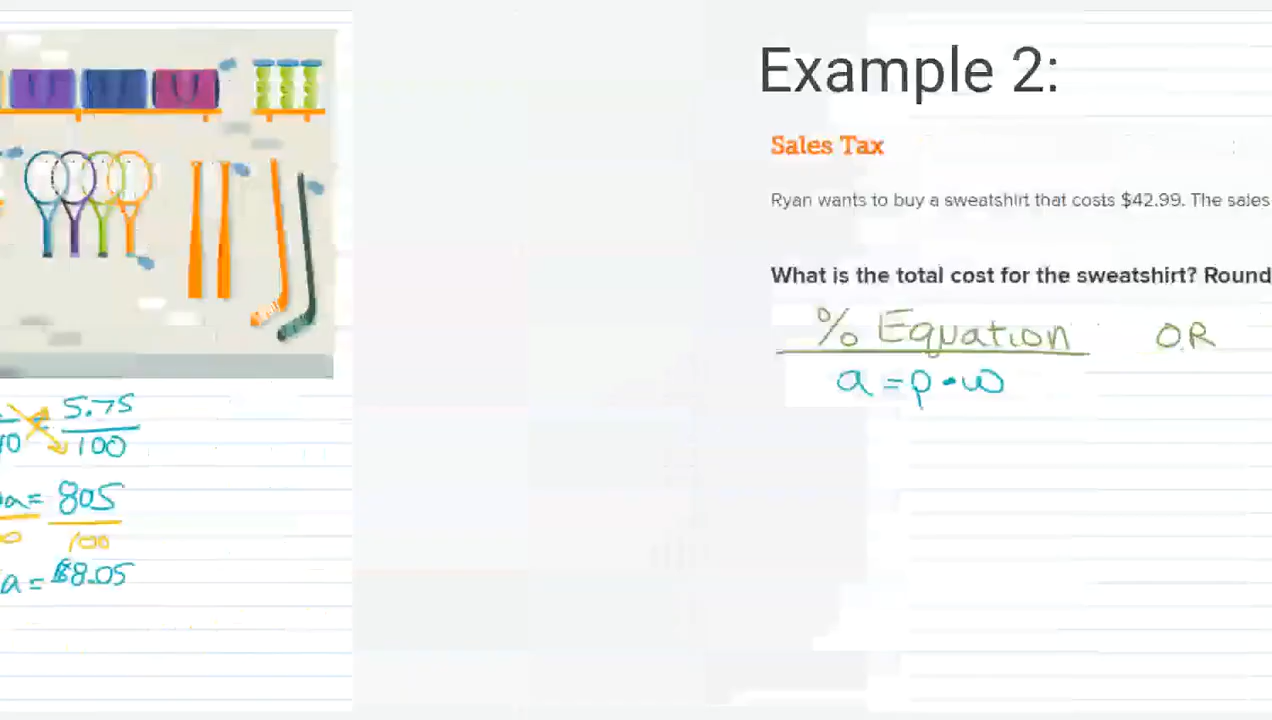 5.75
10 = 100
a = 805
100
a = $8.05
Example 2:
Sales Tax
Ryan wants to buy a sweatshirt that costs $42.99. The sales
What is the total cost for the sweatshirt? Round
% Equation OR
a = p • w